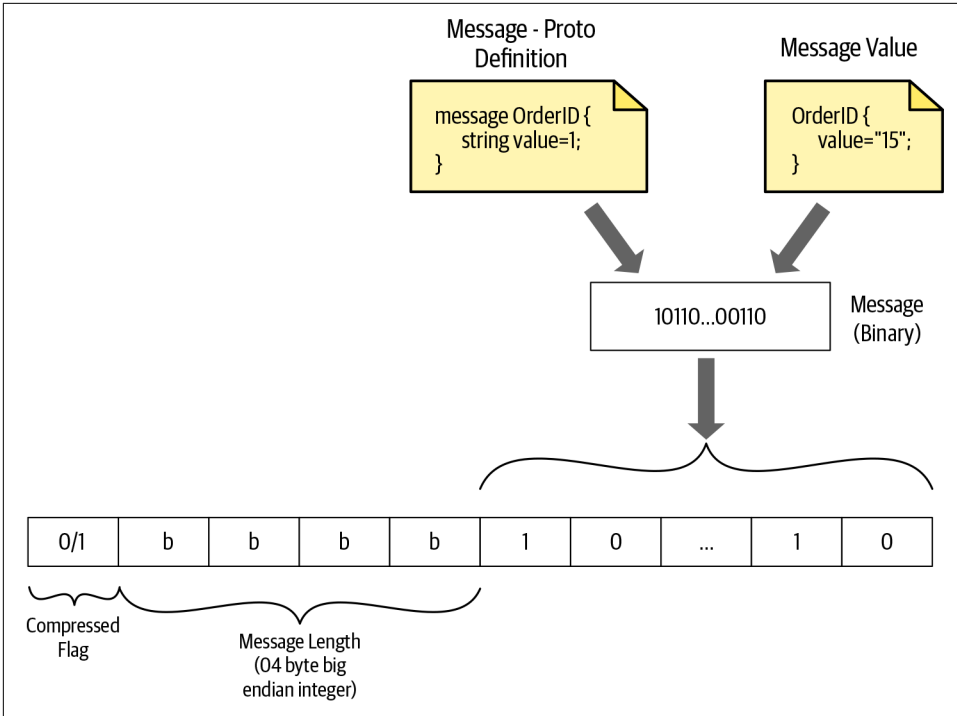 Message - Proto
Definition
Message Value
message OrderID {
string value=1;
}
OrderID {
value="15";
}
10110...00110
Message
(Binary)
0/1 b b b b 1 0 ... 1 0
Compressed
Flag
Message Length
(04 byte big
endian integer)